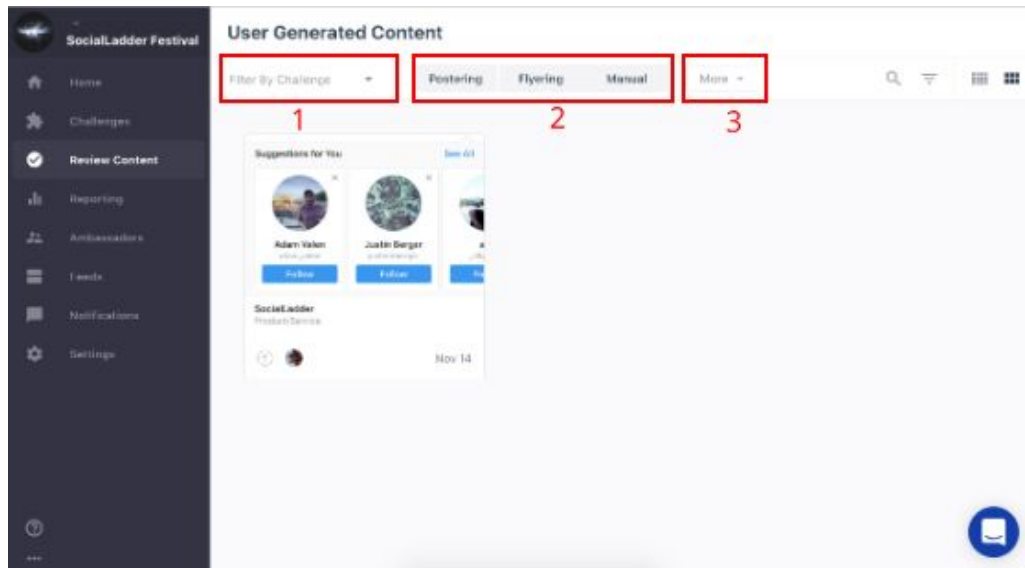 SocialLadder Festival
Home
Challenges
Review Content
Reporting
Ambassadors
Feeds
Notifications
Settings
User Generated Content
Filter By Challenge
Postering Flyering Manual
More
1
2
3
Suggestions for You See All
Adam Valen
Justin Berger
Follow
Follow
SocialLadder
Product/Service
Nov 14